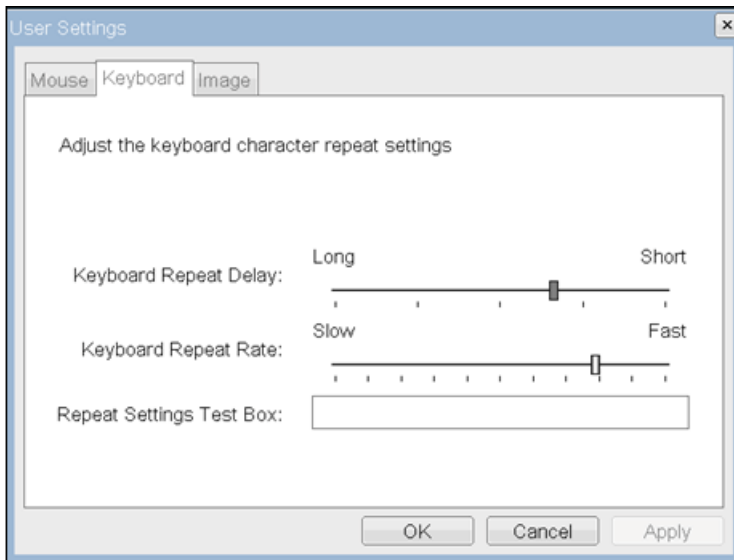 User Settings
Mouse Keyboard Image
Adjust the keyboard character repeat settings
Long Short
Keyboard Repeat Delay:
Slow Fast
Keyboard Repeat Rate:
Repeat Settings Test Box:
OK Cancel Apply